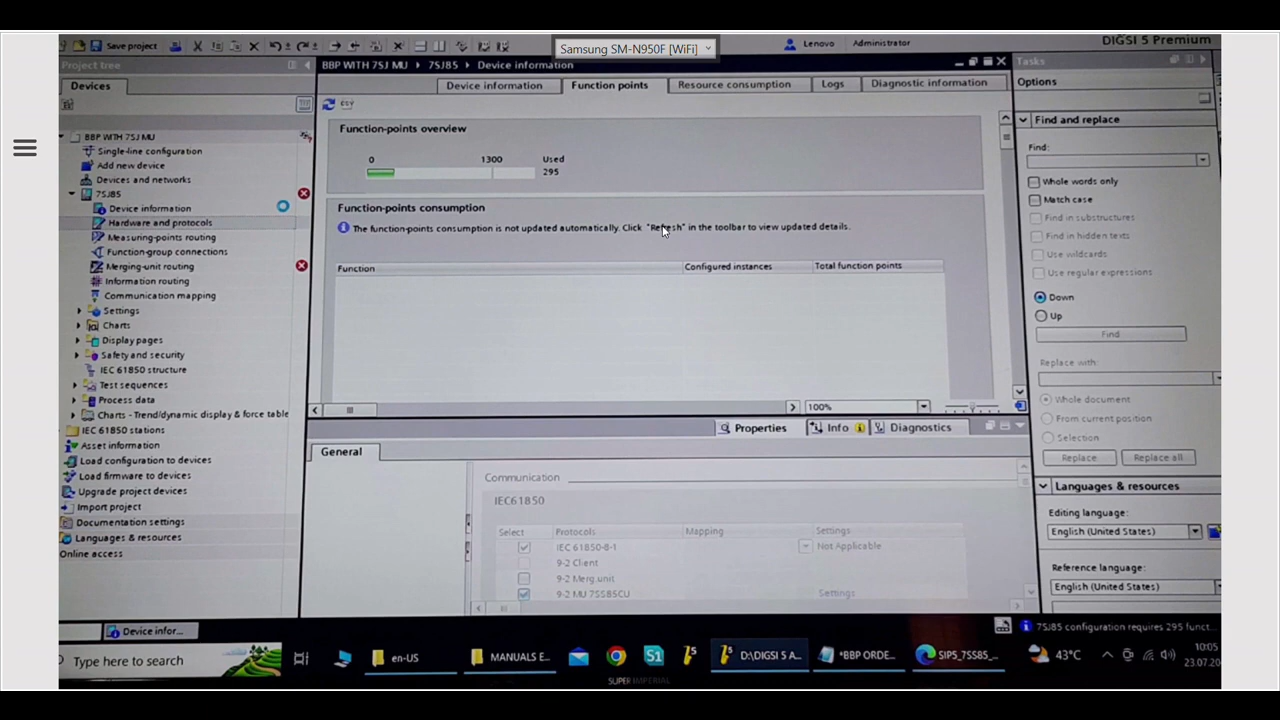 Save project
Samsung SM-N950F [WiFi]
Lenovo
Administrator
DIGSI 5 Premium
Project tree
BBP WITH 7SJ MU
7SJ85
Device information
Tasks
Devices
Device information
Function points
Resource consumption
Logs
Diagnostic information
Options
BBP WITH 7SJ MU
Single-line configuration
Add new device
Devices and networks
7SJ85
Device information
Hardware and protocols
Measuring-points routing
Function-group connections
Merging-unit routing
Information routing
Communication mapping
Settings
Charts
Display pages
Safety and security
IEC 61850 structure
Test sequences
Process data
Charts - Trend/dynamic display & force table
IEC 61850 stations
Asset information
Load configuration to devices
Load firmware to devices
Upgrade project devices
Import project
Documentation settings
Languages & resources
Online access
Function-points overview
0
1300
Used
295
Function-points consumption
The function-points consumption is not updated automatically. Click "Refresh" in the toolbar to view updated details.
Function
Configured instances
Total function points
100%
Properties
Info
Diagnostics
General
Communication
IEC61850
Select
Protocols
Mapping
Settings
IEC 61850-8-1
Not Applicable
9-2 Client
9-2 Merg.unit
9-2 MU 7SS85CU
Settings
Find and replace
Find:
Whole words only
Match case
Find in substructures
Find in hidden texts
Use wildcards
Use regular expressions
Down
Up
Find
Replace with:
Whole document
From current position
Selection
Replace
Replace all
Languages & resources
Editing language:
English (United States)
Reference language:
English (United States)
Device infor...
7SJ85 configuration requires 295 funct...
Type here to search
en-US
MANUALS E...
D:\DIGSI 5 A...
*BBP ORDE...
SIP5_7SS85_...
43°C
10:05
23.07.20
SUPER IMPERIAL